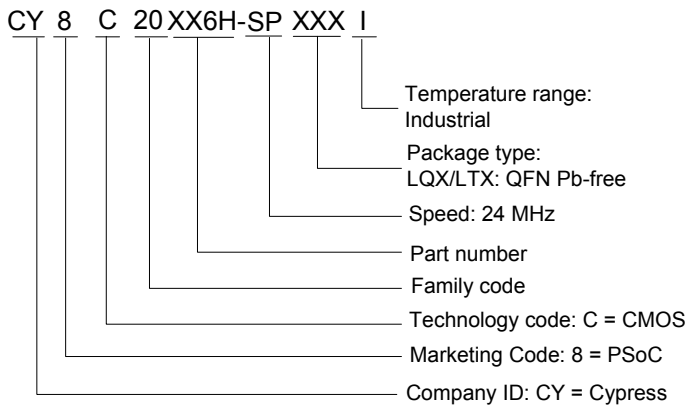 CY 8 C 20 XX6H-SP XXX I
Temperature range:
Industrial
Package type:
LQX/LTX: QFN Pb-free
Speed: 24 MHz
Part number
Family code
Technology code: C = CMOS
Marketing Code: 8 = PSoC
Company ID: CY = Cypress